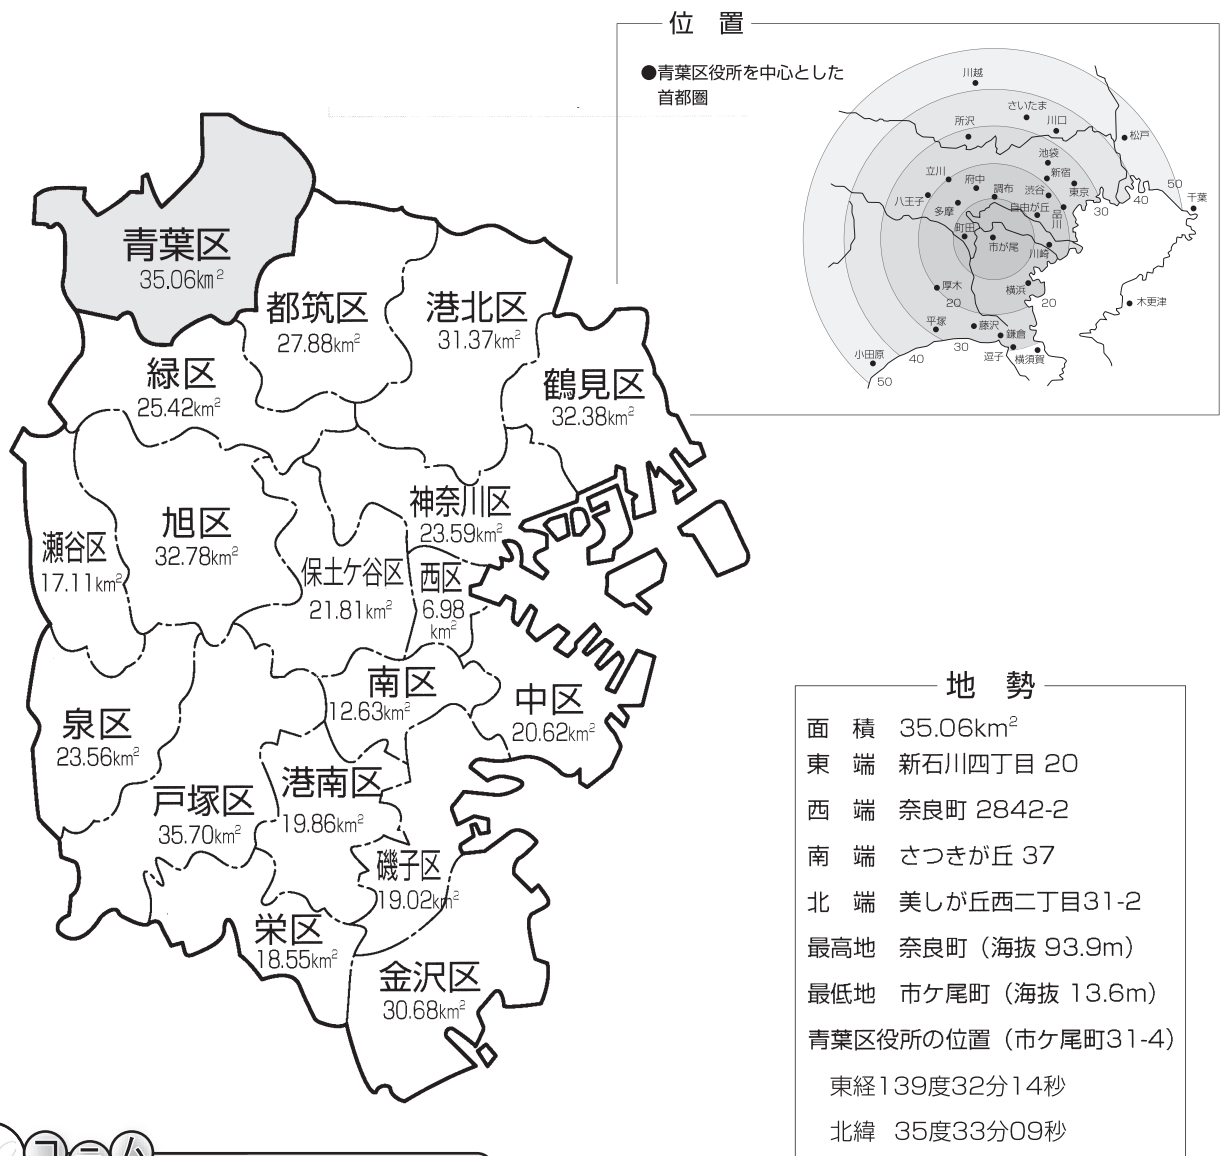 位 置
●青葉区役所を中心とした
首都圏
川越
さいたま
所沢
川口
松戸
池袋
立川
府中
新宿
50
八王子
調布
渋谷
東京
40
千葉
多摩
自由が丘
品川
30
町田
市が尾
川崎
厚木
横浜
20
20
木更津
平塚
藤沢
鎌倉
30
逗子
横須賀
小田原
40
50
青葉区
35.06km²
都筑区
27.88km²
港北区
31.37km²
緑区
25.42km²
鶴見区
32.38km²
神奈川区
23.59km²
旭区
32.78km²
瀬谷区
17.11km²
保土ケ谷区
21.81km²
西区
6.98
km²
南区
12.63km²
中区
20.62km²
泉区
23.56km²
港南区
19.86km²
戸塚区
35.70km²
磯子区
19.02km²
栄区
18.55km²
金沢区
30.68km²
地 勢
面 積 35.06km²
東 端 新石川四丁目 20
西 端 奈良町 2842-2
南 端 さつきが丘 37
北 端 美しが丘西二丁目31-2
最高地 奈良町（海抜 93.9m）
最低地 市ケ尾町（海抜 13.6m）
青葉区役所の位置（市ケ尾町31-4）
東経139度32分14秒
北緯 35度33分09秒
コラム